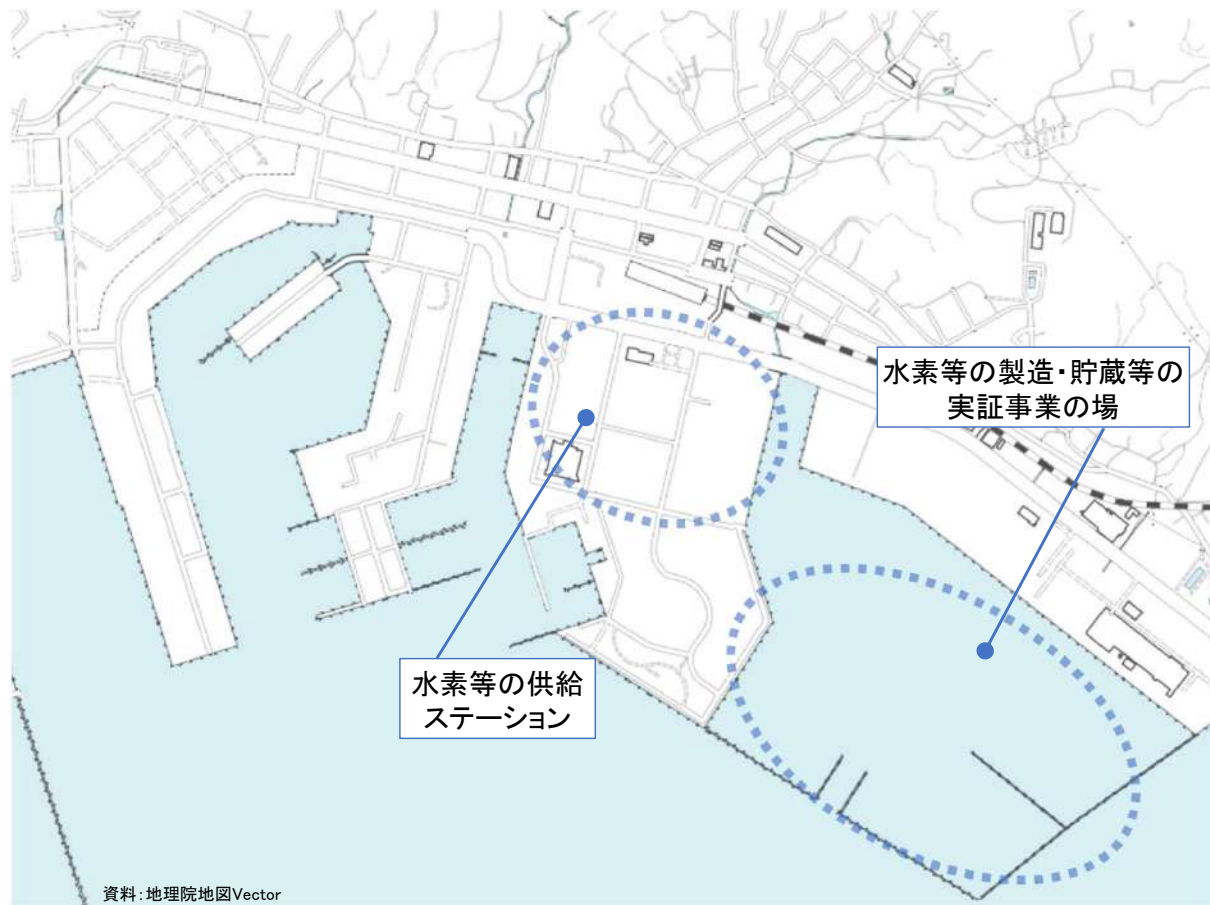 水素等の製造・貯蔵等の
実証事業の場
水素等の供給
ステーション
資料：地理院地図Vector